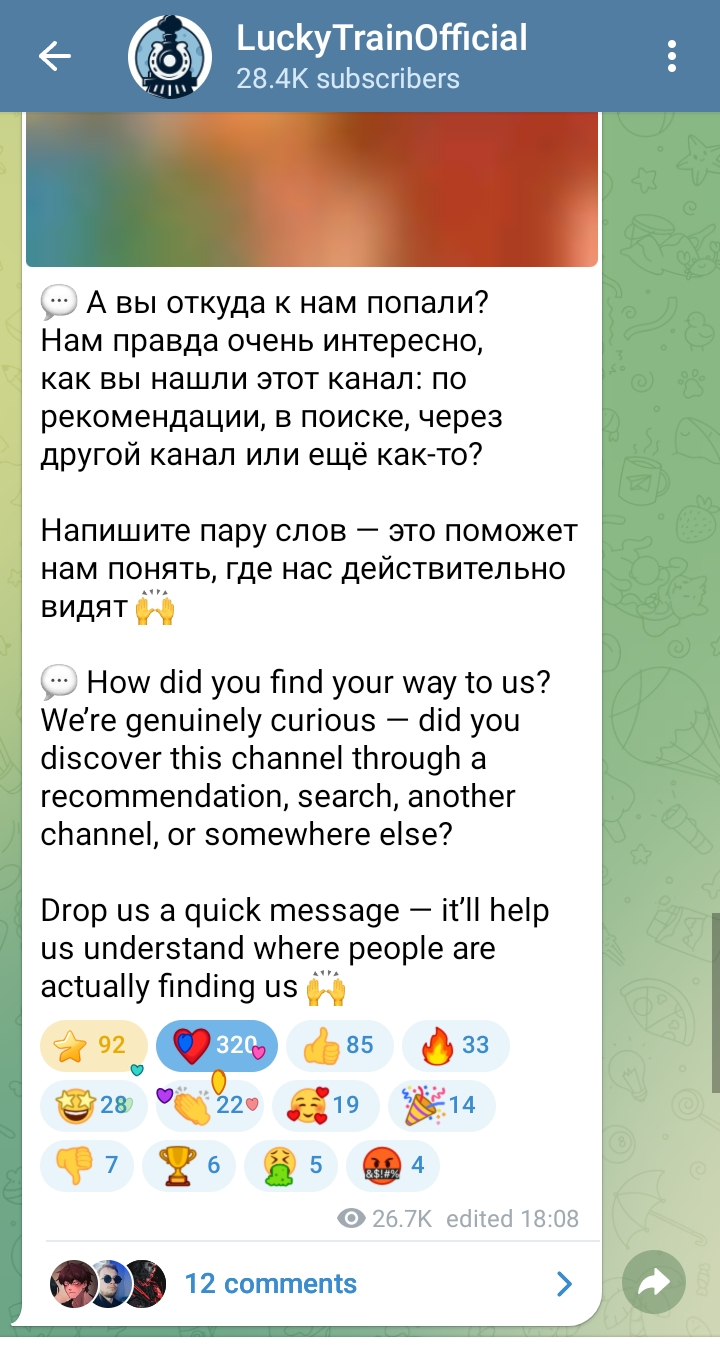 LuckyTrainOfficial
28.4K subscribers
💬 А вы откуда к нам попали?
Нам правда очень интересно,
как вы нашли этот канал: по
рекомендации, в поиске, через
другой канал или ещё как-то?
Напишите пару слов — это поможет
нам понять, где нас действительно
видят 🙌
💬 How did you find your way to us?
We’re genuinely curious — did you
discover this channel through a
recommendation, search, another
channel, or somewhere else?
Drop us a quick message — it’ll help
us understand where people are
actually finding us 🙌
⭐ 92 ❤️ 320 👍 85 🔥 33
🤩 28 👏 22 🥰 19 🎉 14
👎 7 🏆 6 🤮 5 🤬 4
26.7K edited 18:08
12 comments